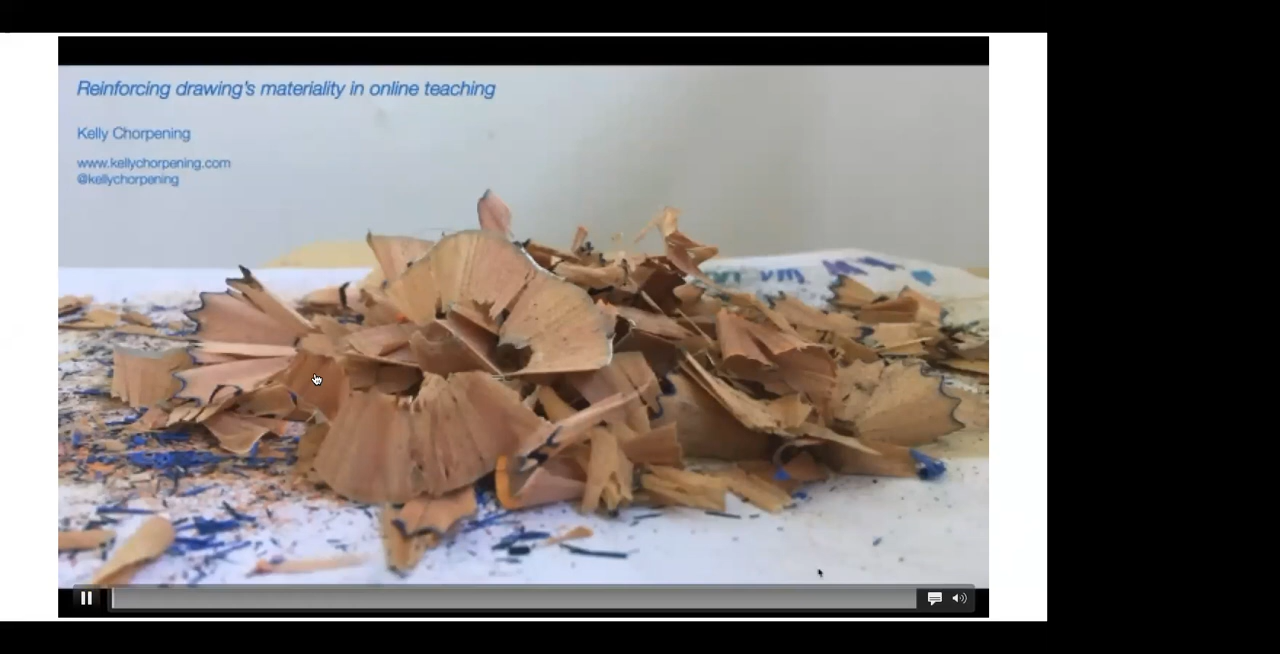 Reinforcing drawing's materiality in online teaching
Kelly Chorpening
www.kellychorpening.com
@kellychorpening